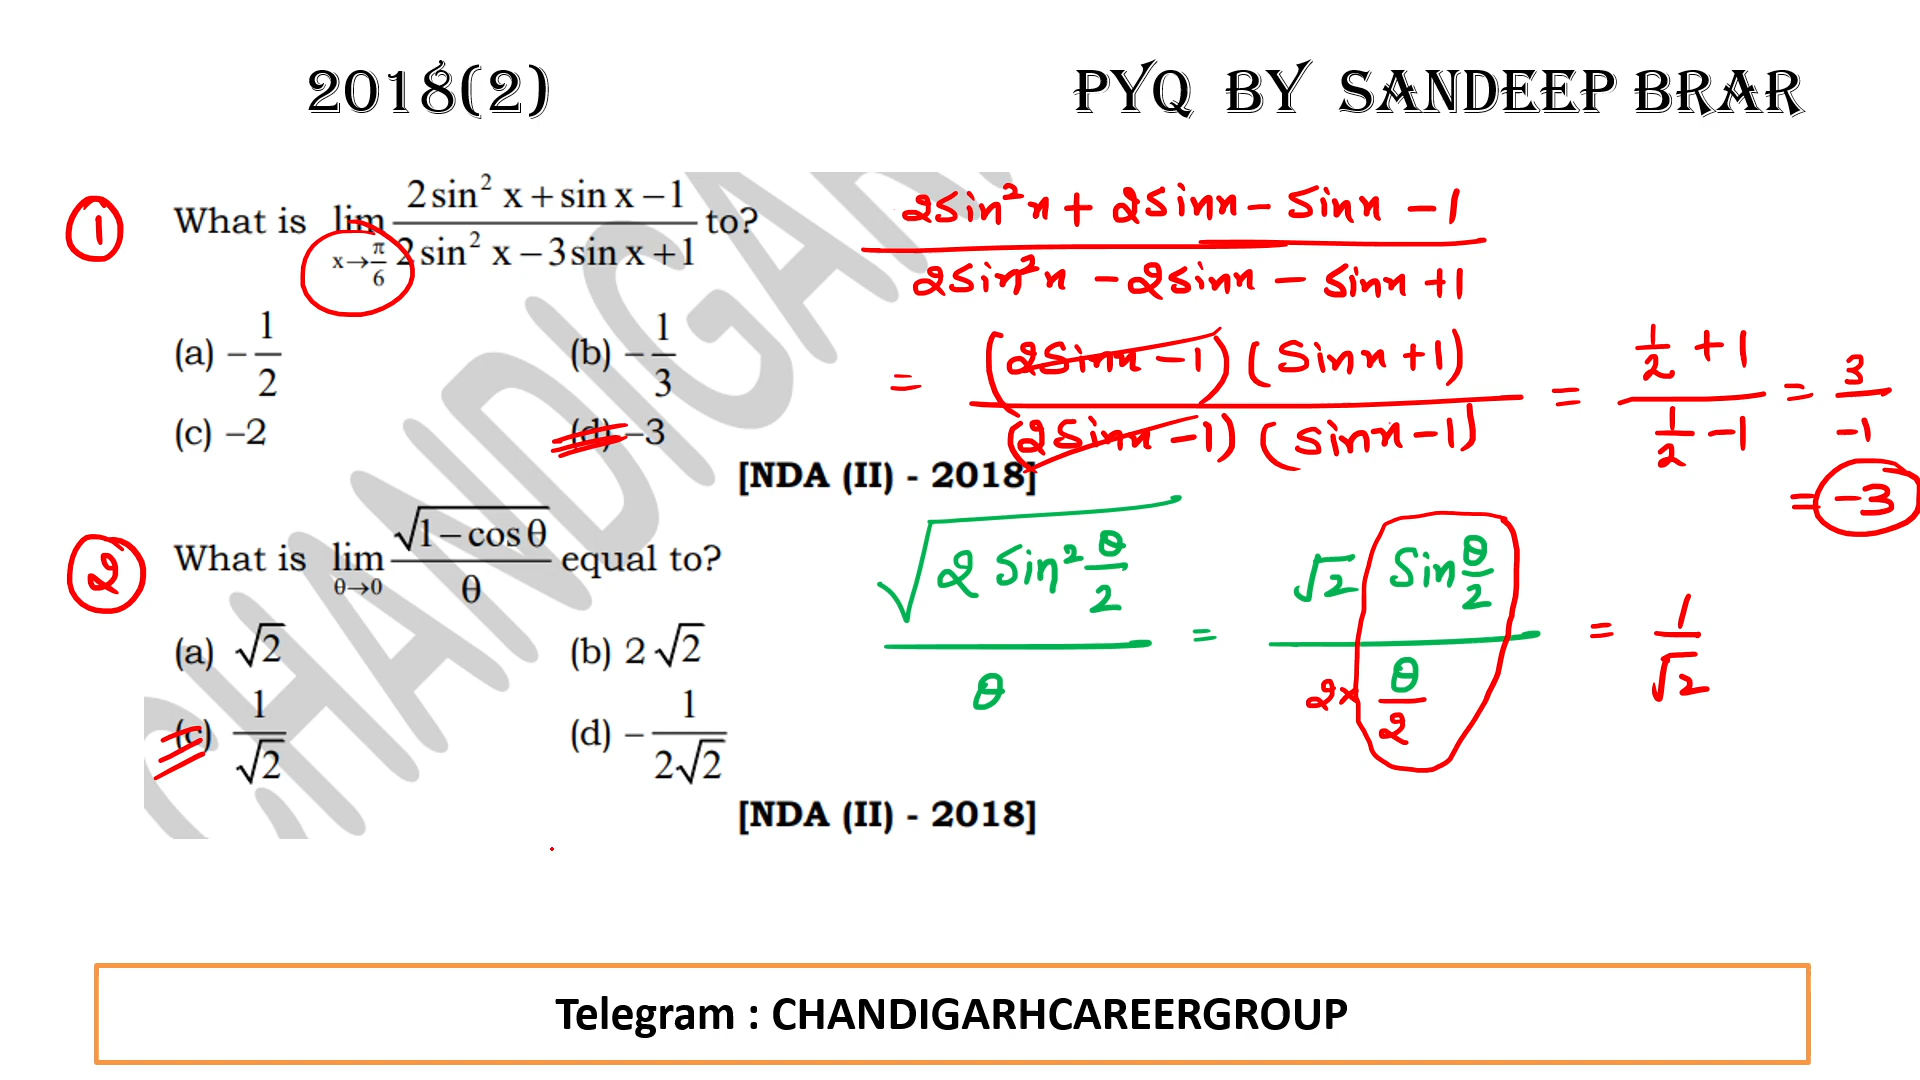 2018(2)
PYQ BY SANDEEP BRAR
1
What is lim x→π/6 (2 sin² x + sin x − 1)/(2 sin² x − 3 sin x + 1) to?
(a) −1/2
(b) −1/3
(c) −2
(d) −3
[NDA (II) - 2018]
(2sin²x + 2sinx − sinx − 1)/(2sin²x − 2sinx − sinx + 1)
= ((2sinx − 1)(sinx + 1))/((2sinx − 1)(sinx − 1)) = (1/2 + 1)/(1/2 − 1) = 3/−1
= −3
2
What is lim θ→0 √(1 − cos θ)/θ equal to?
(a) √2
(b) 2√2
(c) 1/√2
(d) −1/(2√2)
[NDA (II) - 2018]
√(2 sin² θ/2)/θ = (√2 sin θ/2)/(2× θ/2) = 1/√2
CHANDIGAR
Telegram : CHANDIGARHCAREERGROUP